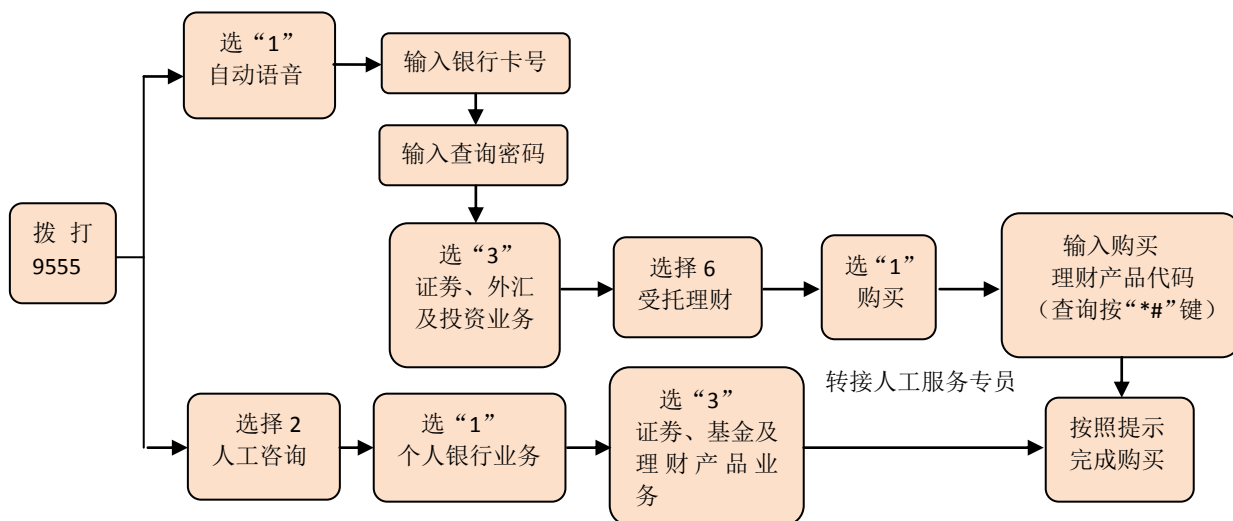 选“1”
自动语音
输入银行卡号
输入查询密码
拨 打
9555
选“3”
证券、外汇
及投资业务
选择 6
受托理财
选“1”
购买
输入购买
理财产品代码
（查询按“*#”键）
转接人工服务专员
选择 2
人工咨询
选“1”
个人银行业务
选“3”
证券、基金及
理财产品业
务
按照提示
完成购买